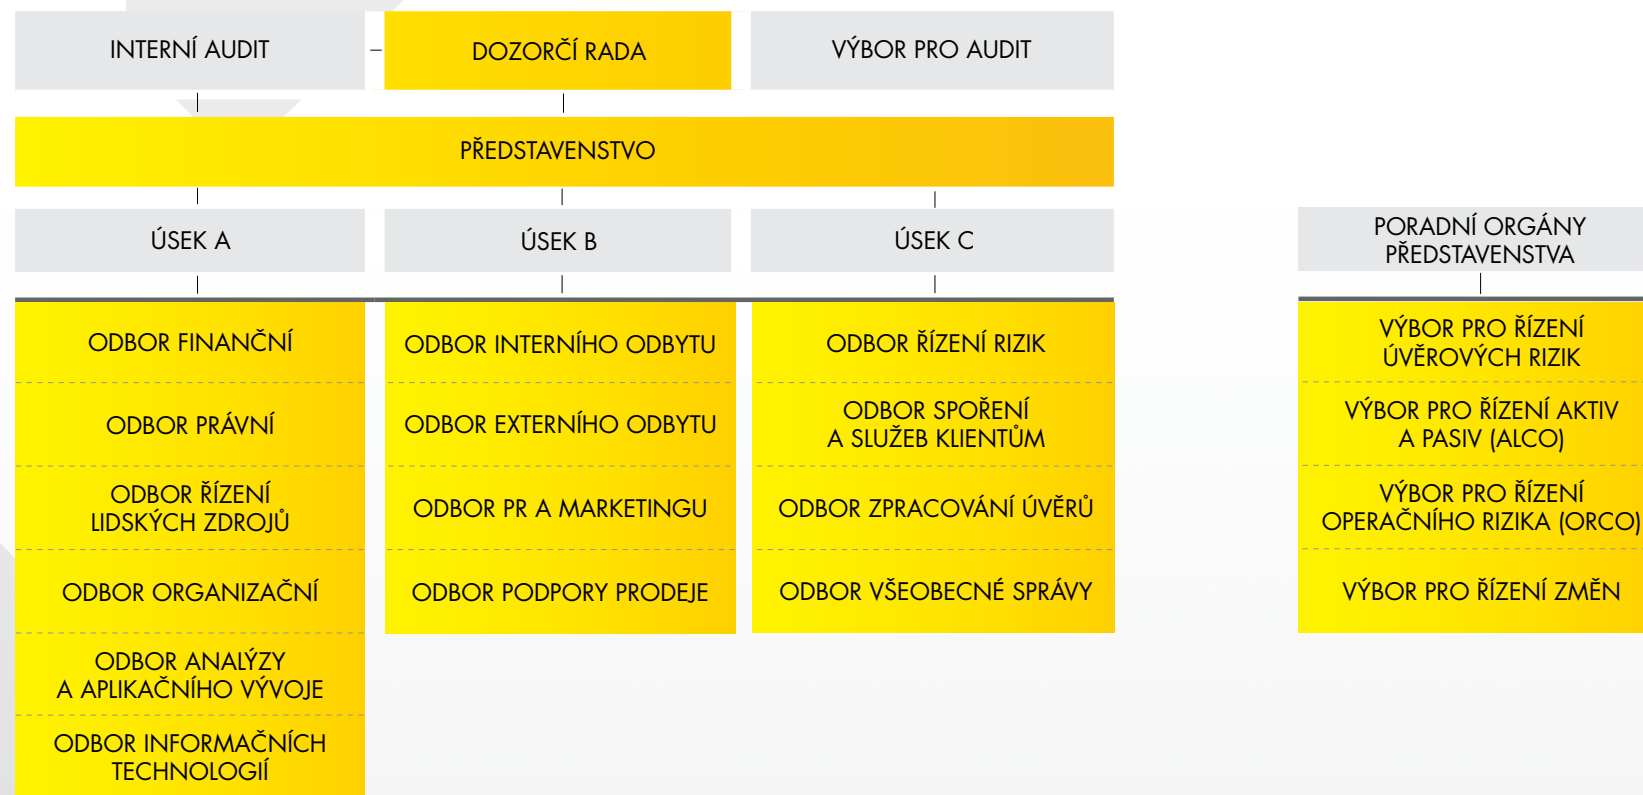 INTERNÍ AUDIT
DOZORČÍ RADA
VÝBOR PRO AUDIT
PŘEDSTAVENSTVO
ÚSEK A
ODBOR FINANČNÍ
ODBOR PRÁVNÍ
ODBOR ŘÍZENÍ
LIDSKÝCH ZDROJŮ
ODBOR ORGANIZAČNÍ
ODBOR ANALÝZY
A APLIKAČNÍHO VÝVOJE
ODBOR INFORMAČNÍCH
TECHNOLOGIÍ
ÚSEK B
ODBOR INTERNÍHO ODBYTU
ODBOR EXTERNÍHO ODBYTU
ODBOR PR A MARKETINGU
ODBOR PODPORY PRODEJE
ÚSEK C
ODBOR ŘÍZENÍ RIZIK
ODBOR SPOŘENÍ
A SLUŽEB KLIENTŮM
ODBOR ZPRACOVÁNÍ ÚVĚRŮ
ODBOR VŠEOBECNÉ SPRÁVY
PORADNÍ ORGÁNY
PŘEDSTAVENSTVA
VÝBOR PRO ŘÍZENÍ
ÚVĚROVÝCH RIZIK
VÝBOR PRO ŘÍZENÍ AKTIV
A PASIV (ALCO)
VÝBOR PRO ŘÍZENÍ
OPERAČNÍHO RIZIKA (ORCO)
VÝBOR PRO ŘÍZENÍ ZMĚN